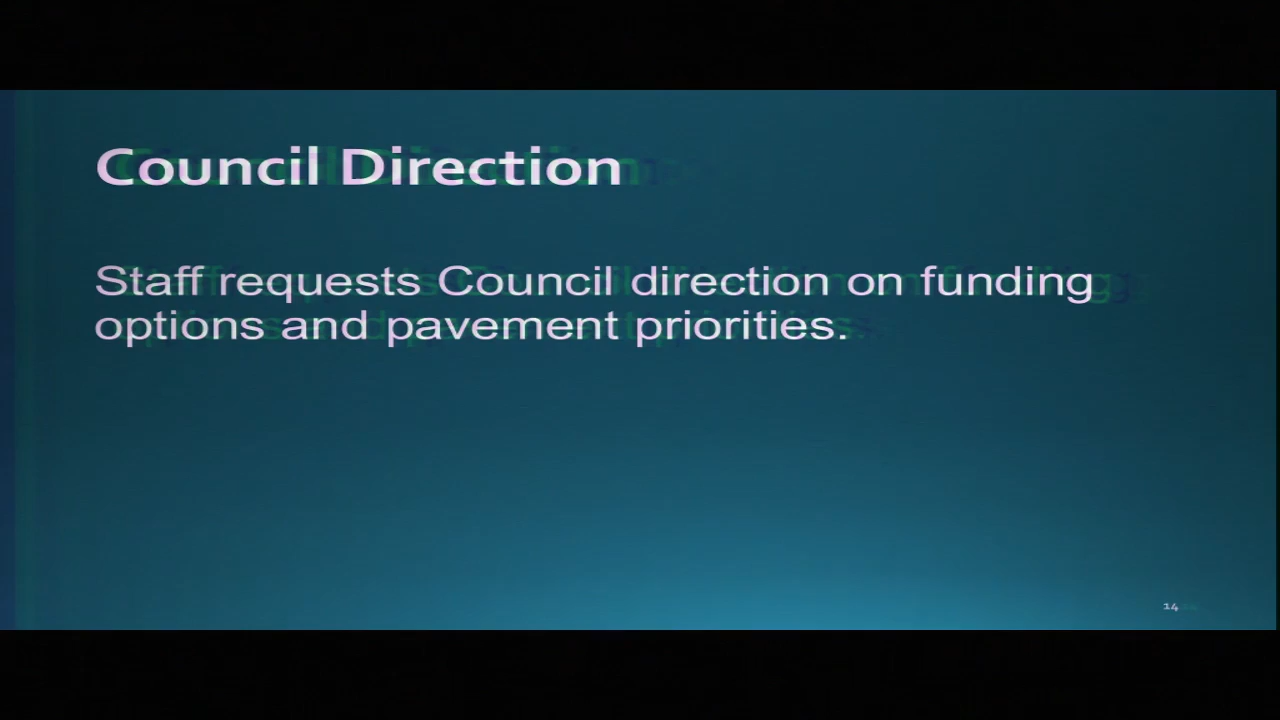 Council Direction
Staff requests Council direction on funding
options and pavement priorities.
14